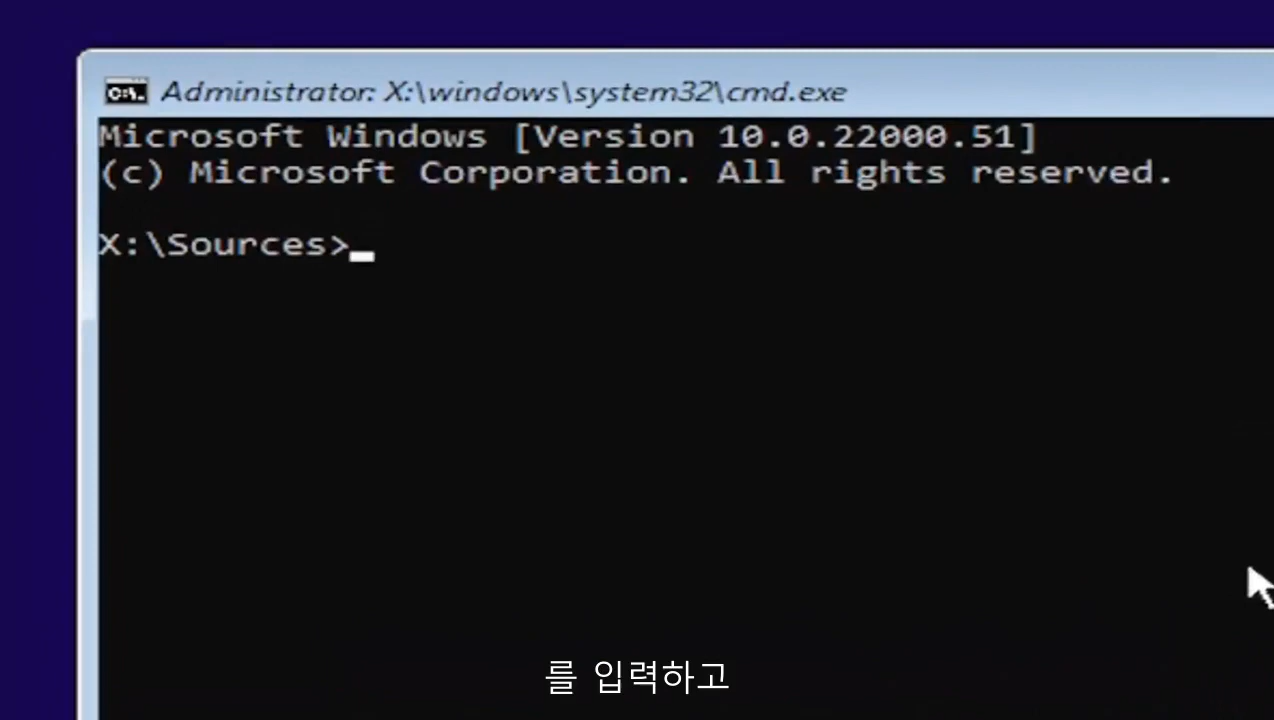 Administrator: X:\windows\system32\cmd.exe
Microsoft Windows [Version 10.0.22000.51]
(c) Microsoft Corporation. All rights reserved.
X:\Sources>
를 입력하고